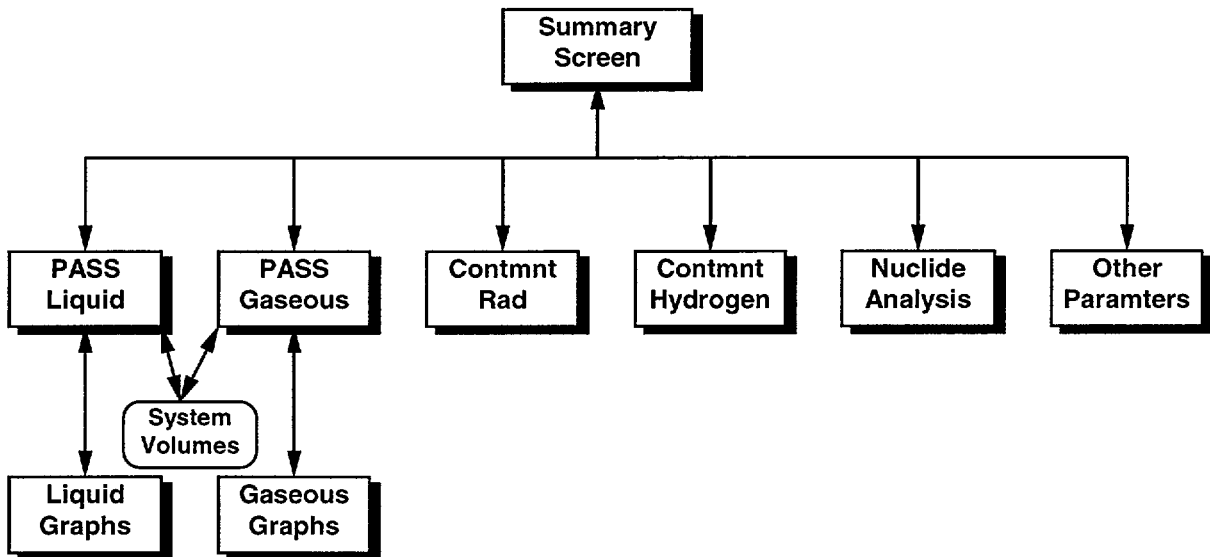 Summary
Screen
PASS
Liquid
PASS
Gaseous
Contmnt
Rad
Contmnt
Hydrogen
Nuclide
Analysis
Other
Paramters
System
Volumes
Liquid
Graphs
Gaseous
Graphs